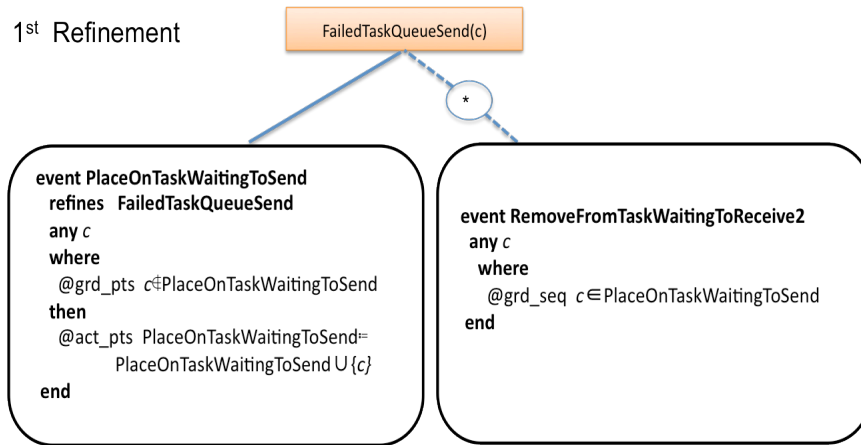 1st Refinement
FailedTaskQueueSend(c)
*
event PlaceOnTaskWaitingToSend
refines FailedTaskQueueSend
any c
where
@grd_pts c∉PlaceOnTaskWaitingToSend
then
@act_pts PlaceOnTaskWaitingToSend≔
PlaceOnTaskWaitingToSend ∪ {c}
end
event RemoveFromTaskWaitingToReceive2
any c
where
@grd_seq c∈PlaceOnTaskWaitingToSend
end